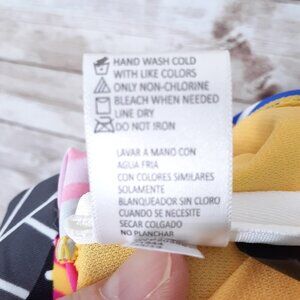 HAND WASH COLD
WITH LIKE COLORS
ONLY NON-CHLORINE
BLEACH WHEN NEEDED
LINE DRY
DO NOT IRON
LAVAR A MANO CON
AGUA FRIA
CON COLORES SIMILARES
SOLAMENTE
BLANQUEADOR SIN CLORO
CUANDO SE NECESITE
SECAR COLGADO
NO PLANCHAR